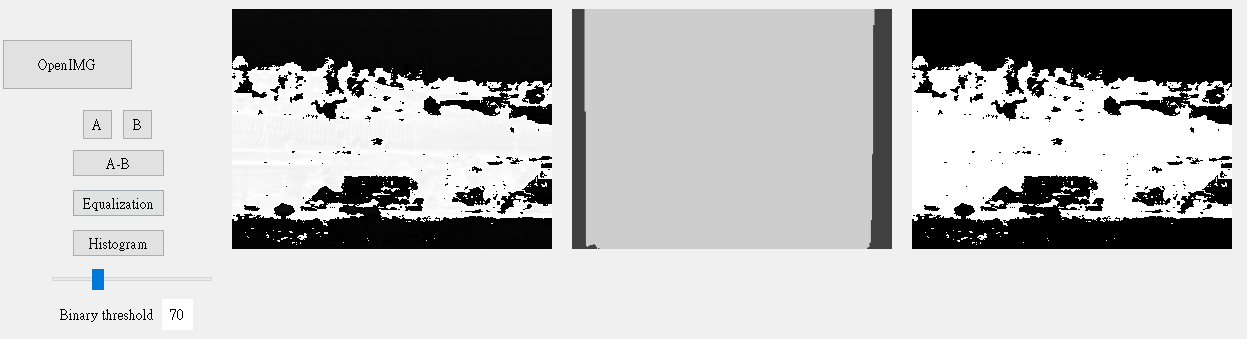 OpenIMG
A B
A-B
Equalization
Histogram
Binary threshold 70